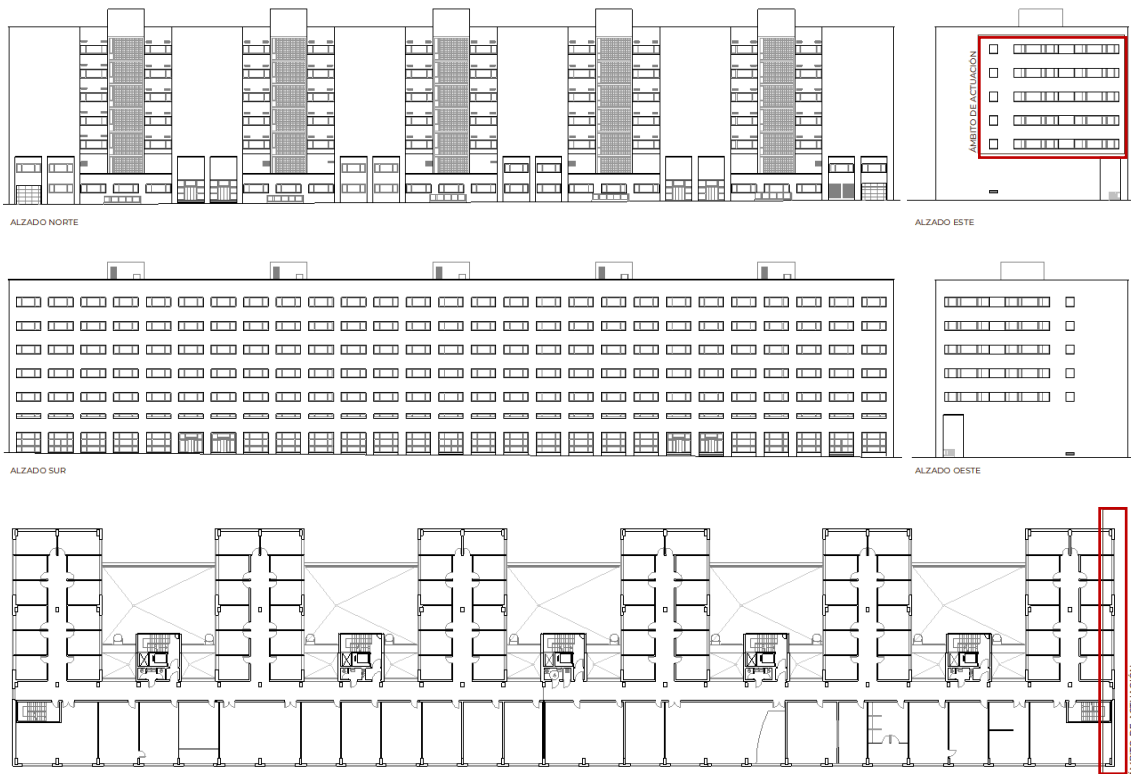 ÁMBITO DE ACTUACIÓN
ALZADO NORTE
ALZADO ESTE
ALZADO SUR
ALZADO OESTE